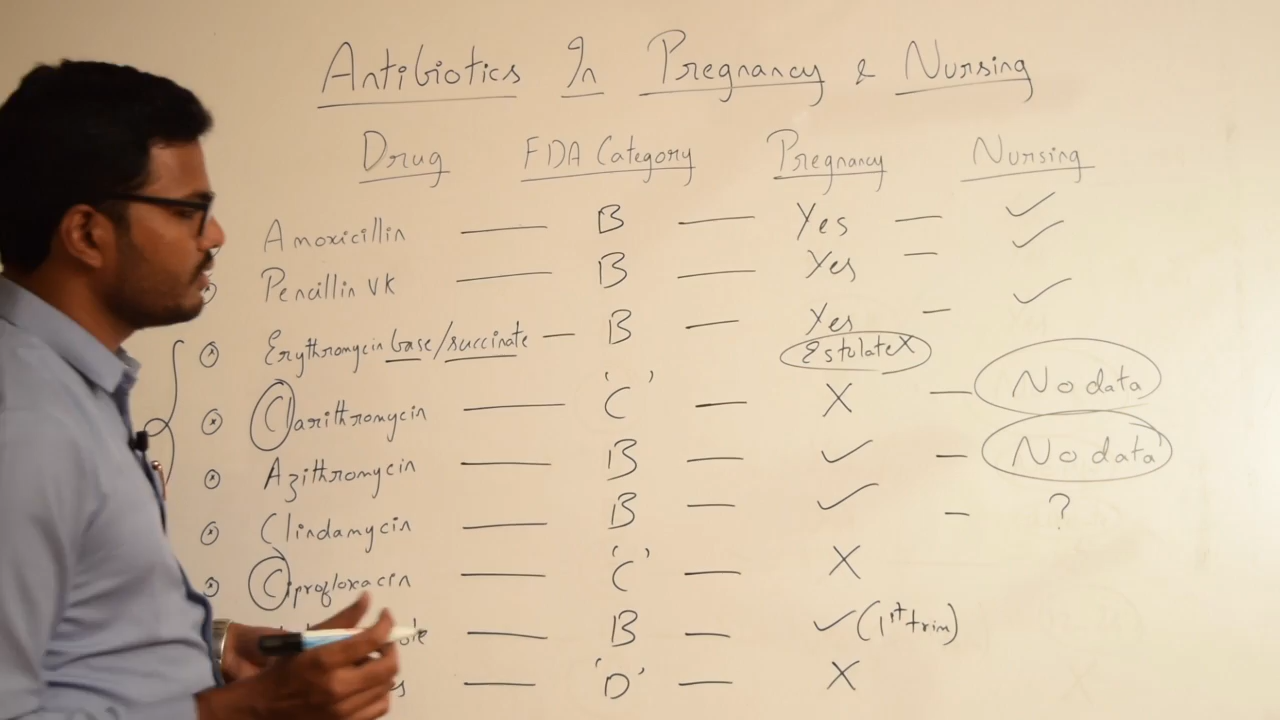 Antibiotics In Pregnancy & Nursing
Drug FDA Category Pregnancy Nursing
Amoxicillin — B — Yes — ✓
Pencillin VK — B — Yes — ✓
Erythromycin base/succinate — B — Yes — ✓
Estolate X
Clarithromycin — 'C' — X — No data
Azithromycin — B — ✓ — No data
Clindamycin — B — ✓ — ?
Ciprofloxacin — 'C' — X
— B — ✓ (1st trim)
— 'D' — X